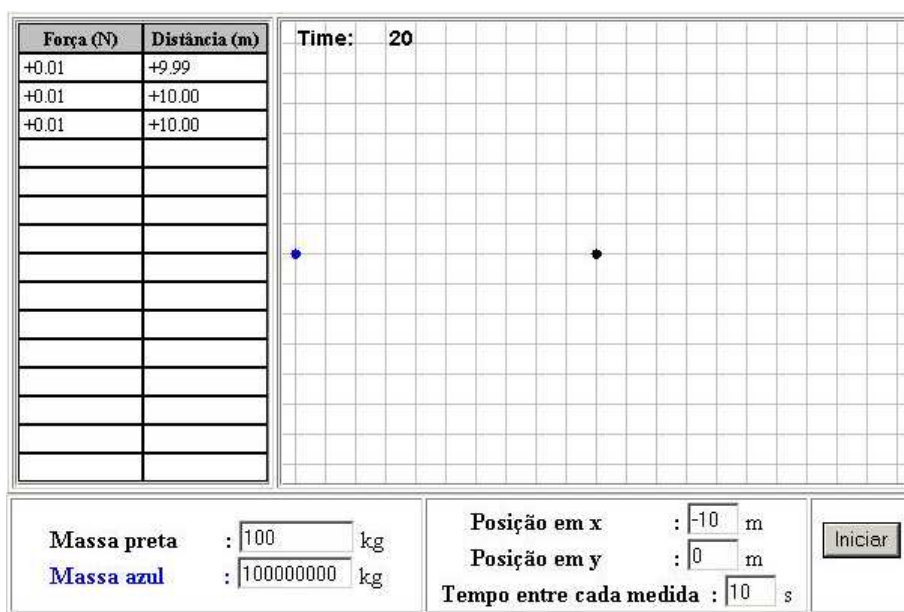 Força (N) Distância (m)
+0.01 +9.99
+0.01 +10.00
+0.01 +10.00
Time: 20
Massa preta : 100 kg
Massa azul : 100000000 kg
Posição em x : -10 m
Posição em y : 0 m
Tempo entre cada medida : 10 s
Iniciar